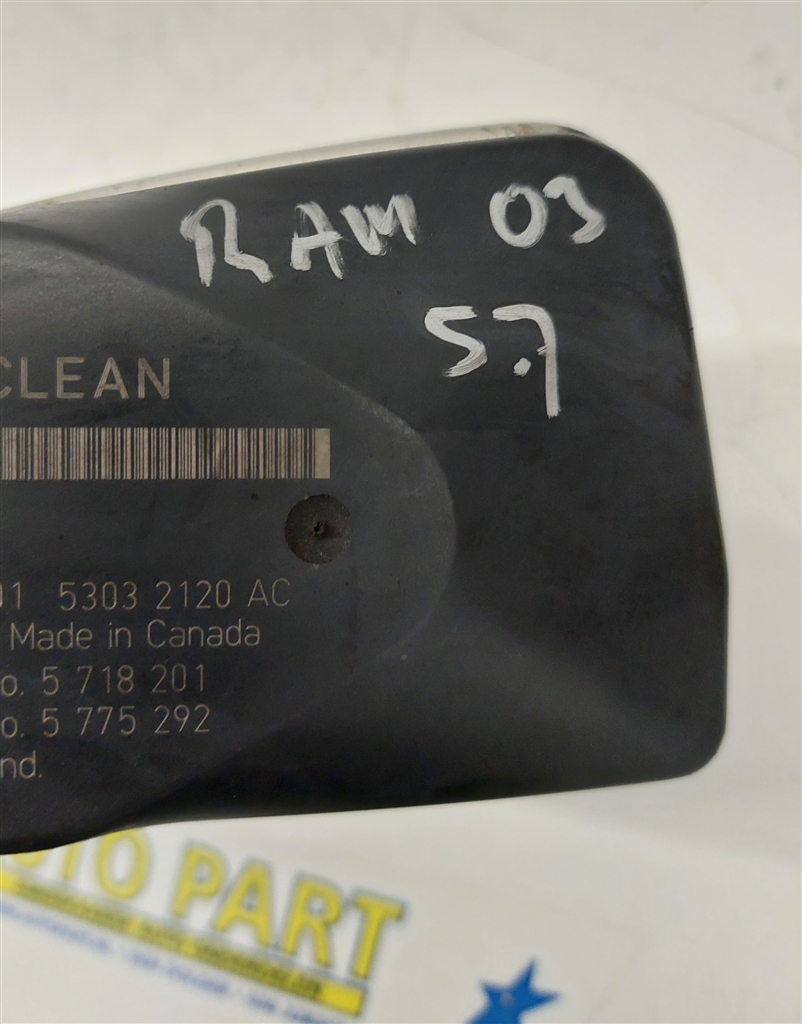 RAM 03
5.7
CLEAN
01 5303 2120 AC
Made in Canada
o. 5 718 201
o. 5 775 292
nd.
UTO PART